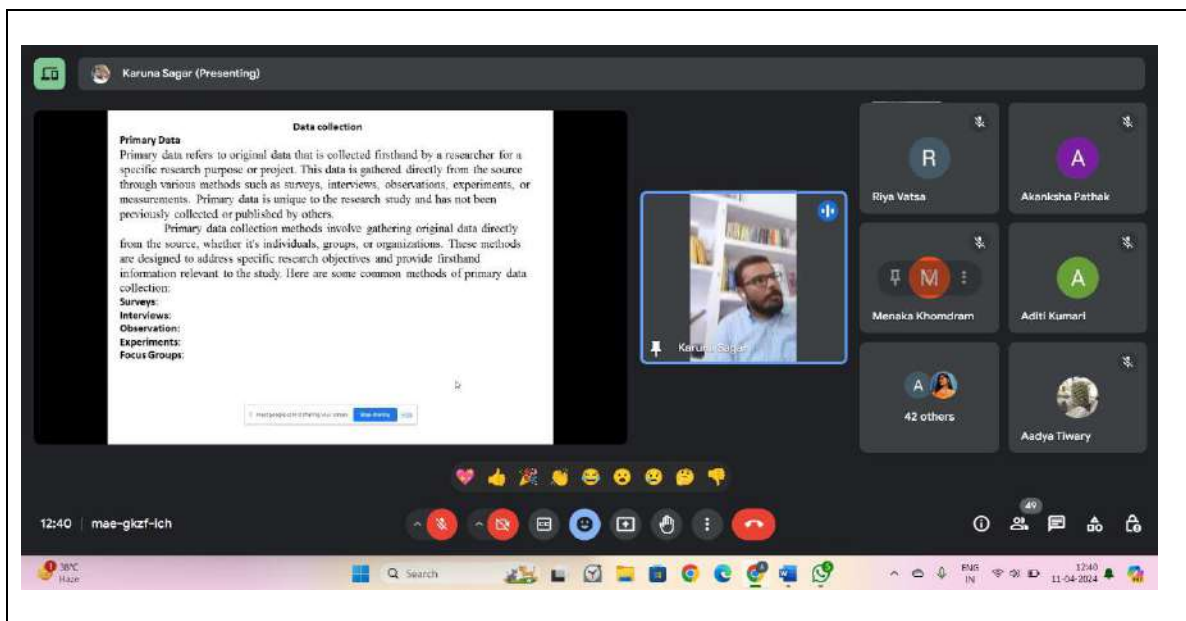 Karuna Sagar (Presenting)
Data collection
Primary Data
Primary data refers to original data that is collected firsthand by a researcher for a
specific research purpose or project. This data is gathered directly from the source
through various methods such as surveys, interviews, observations, experiments, or
measurements. Primary data is unique to the research study and has not been
previously collected or published by others.
Primary data collection methods involve gathering original data directly
from the source, whether it's individuals, groups, or organizations. These methods
are designed to address specific research objectives and provide firsthand
information relevant to the study. Here are some common methods of primary data
collection:
Surveys:
Interviews:
Observation:
Experiments:
Focus Groups:
Stop sharing
Karuna Sagar
R
Riya Vatsa
A
Akanksha Pathak
M
Menaka Khomdram
A
Aditi Kumari
A
42 others
Aadya Tiwary
12:40 | mae-gkzf-ich
49
38°C
Haze
Search
ENG
IN
12:40
11-04-2024